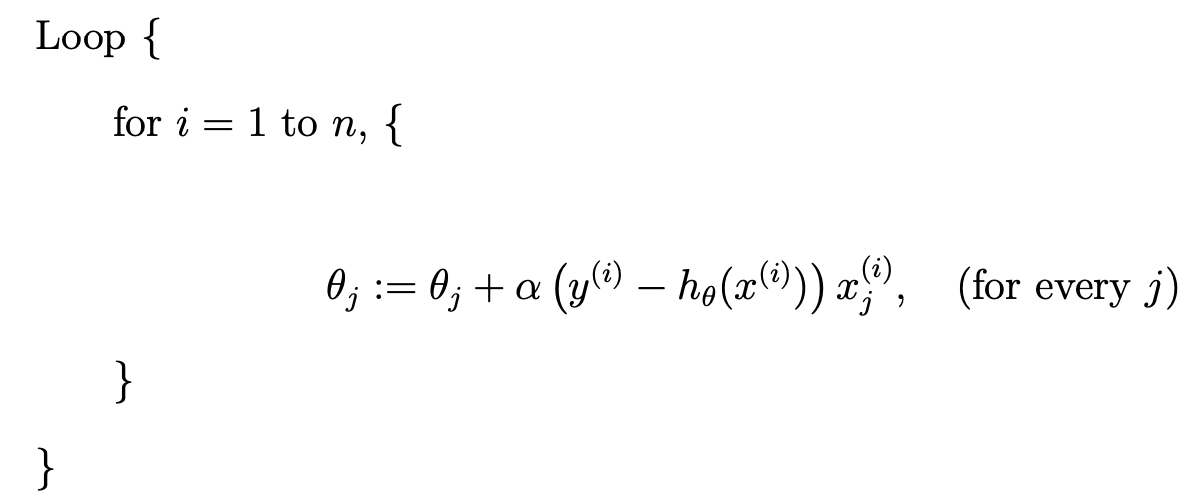 Loop {
for i = 1 to n, {
θ_j := θ_j + α (y^{(i)} − h_θ(x^{(i)})) x_j^{(i)}, (for every j)
}
}